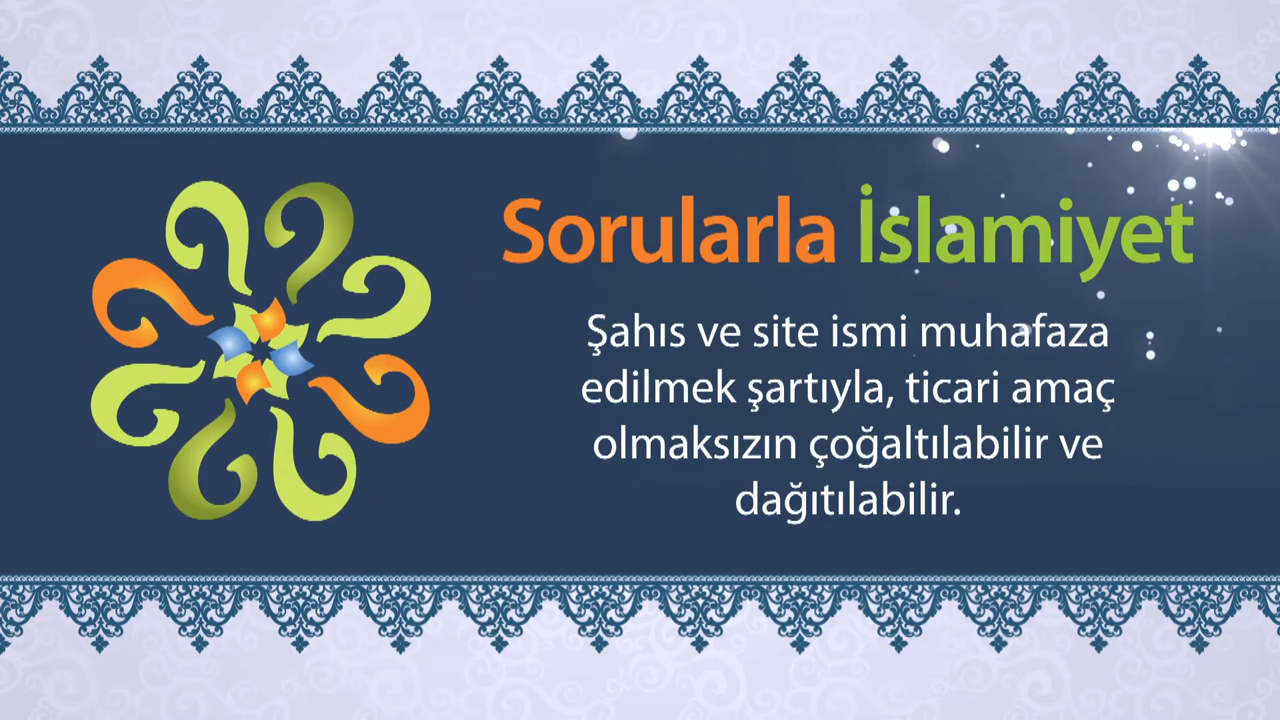 Sorularla İslamiyet
Şahıs ve site ismi muhafaza
edilmek şartıyla, ticari amaç
olmaksızın çoğaltılabilir ve
dağıtılabilir.